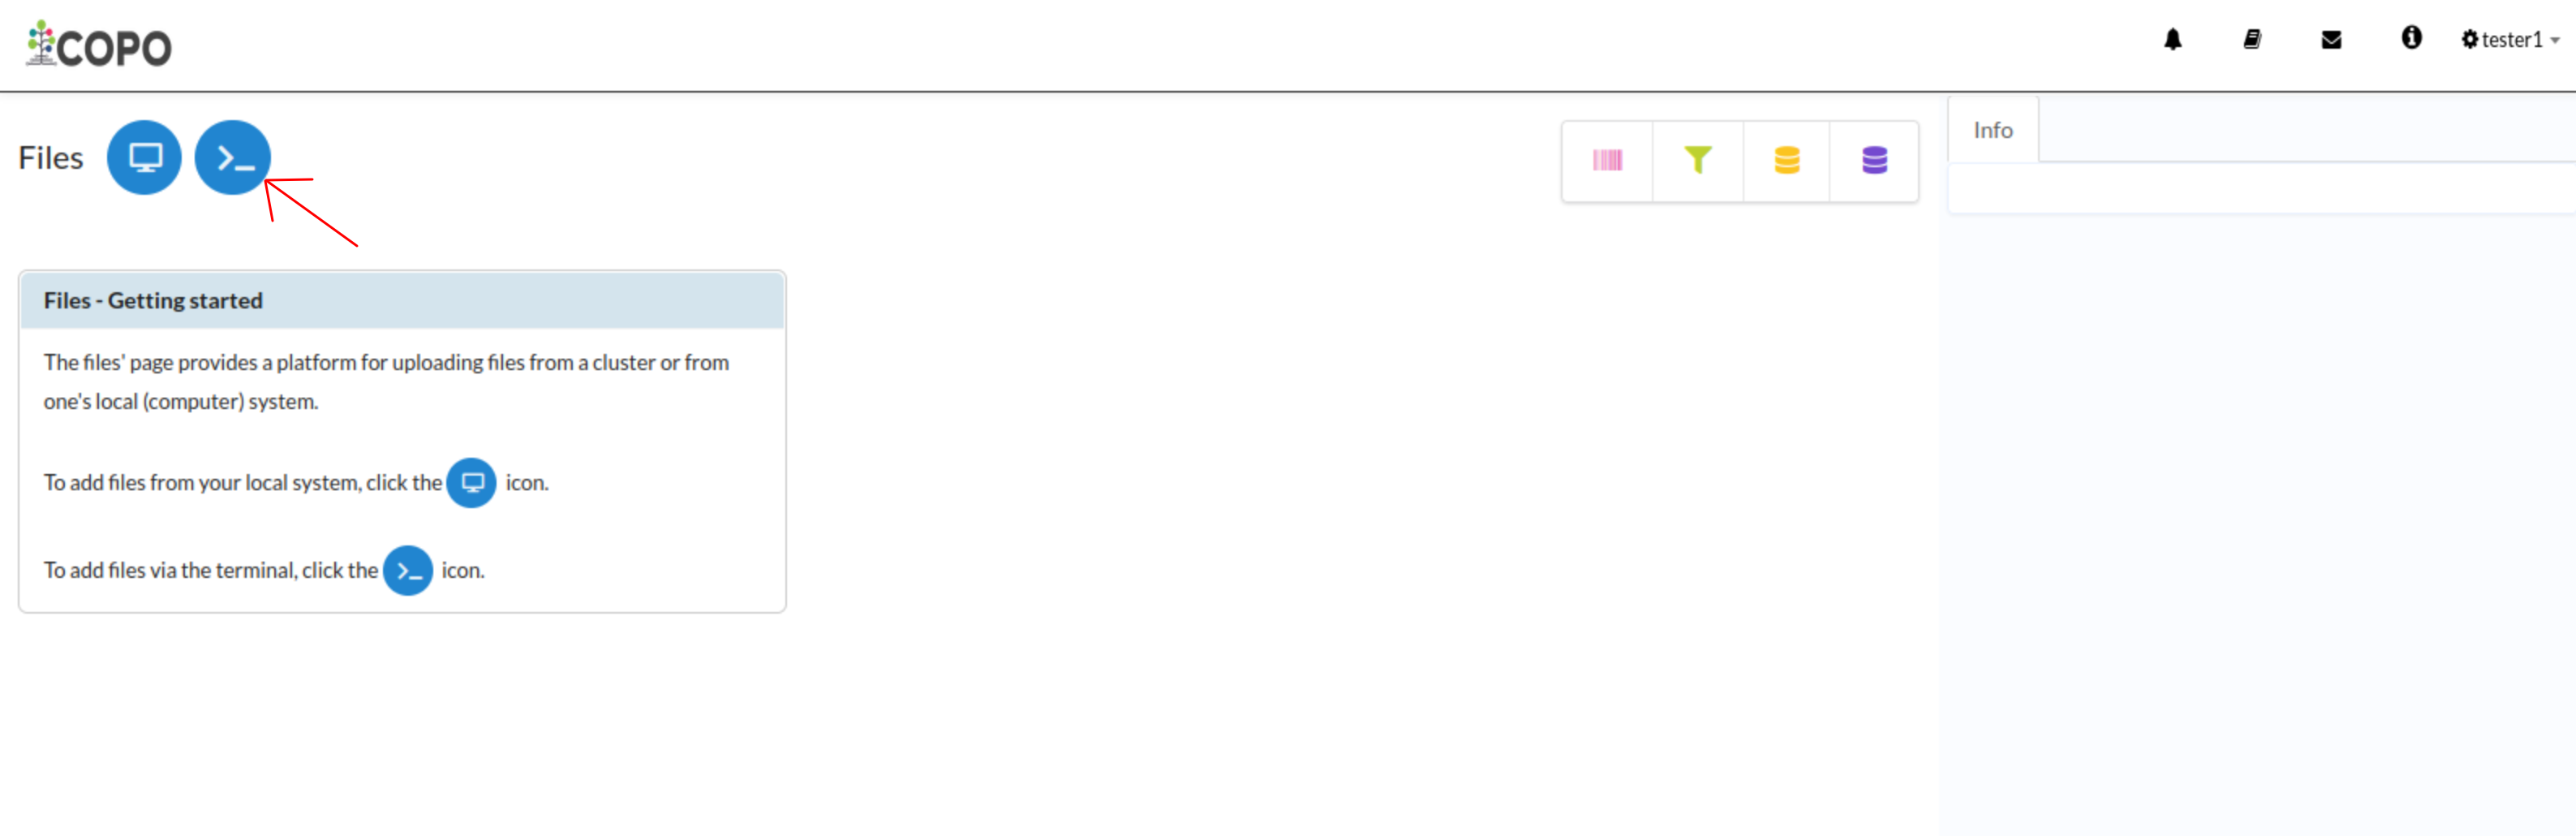 COPO
tester1
Files
Info
Files - Getting started
The files' page provides a platform for uploading files from a cluster or from
one's local (computer) system.
To add files from your local system, click the icon.
To add files via the terminal, click the icon.